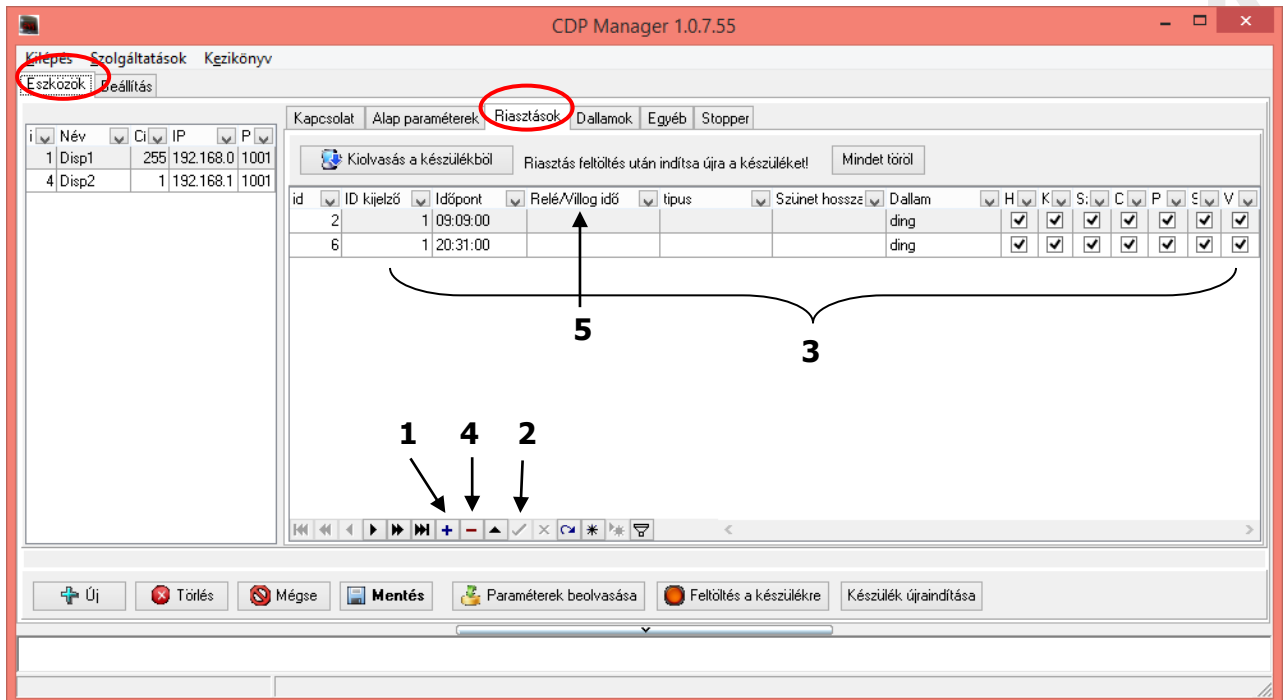 CDP Manager 1.0.7.55
Kilépés Szolgáltatások Kezikönyv
Eszközök Beállítás
Kapcsolat Alap paraméterek Riasztások Dallamok Egyéb Stopper
Kiolvasás a készülékböl Riasztás feltöltés után indítsa újra a készüléket! Mindet töröl
i Név Ci IP P
1 Disp1 255 192.168.0 1001
4 Disp2 1 192.168.1 1001
id ID kijelző Időpont Relé/Villog idő tipus Szünet hossza Dallam H K S: C P S V
2 1 09:09:00 ding
6 1 20:31:00 ding
5
3
1 4 2
Új Törlés Mégse Mentés Paraméterek beolvasása Feltöltés a készülékre Készülék újraindítása